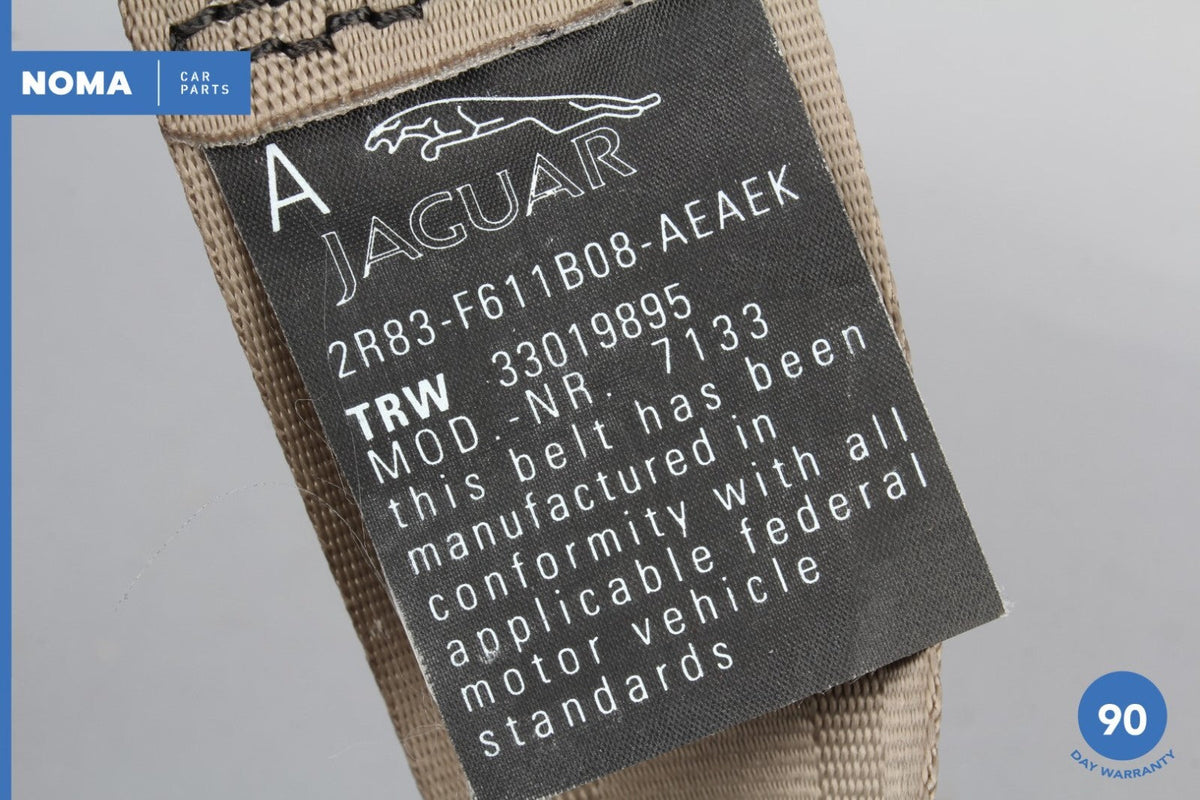 NOMA
CAR
PARTS
A
JAGUAR
2R83-F611B08-AEAEK
TRW 33019895
MOD.-NR. 7133
this belt has been
manufactured in
conformity with all
applicable federal
motor vehicle
standards
90
DAY WARRANTY